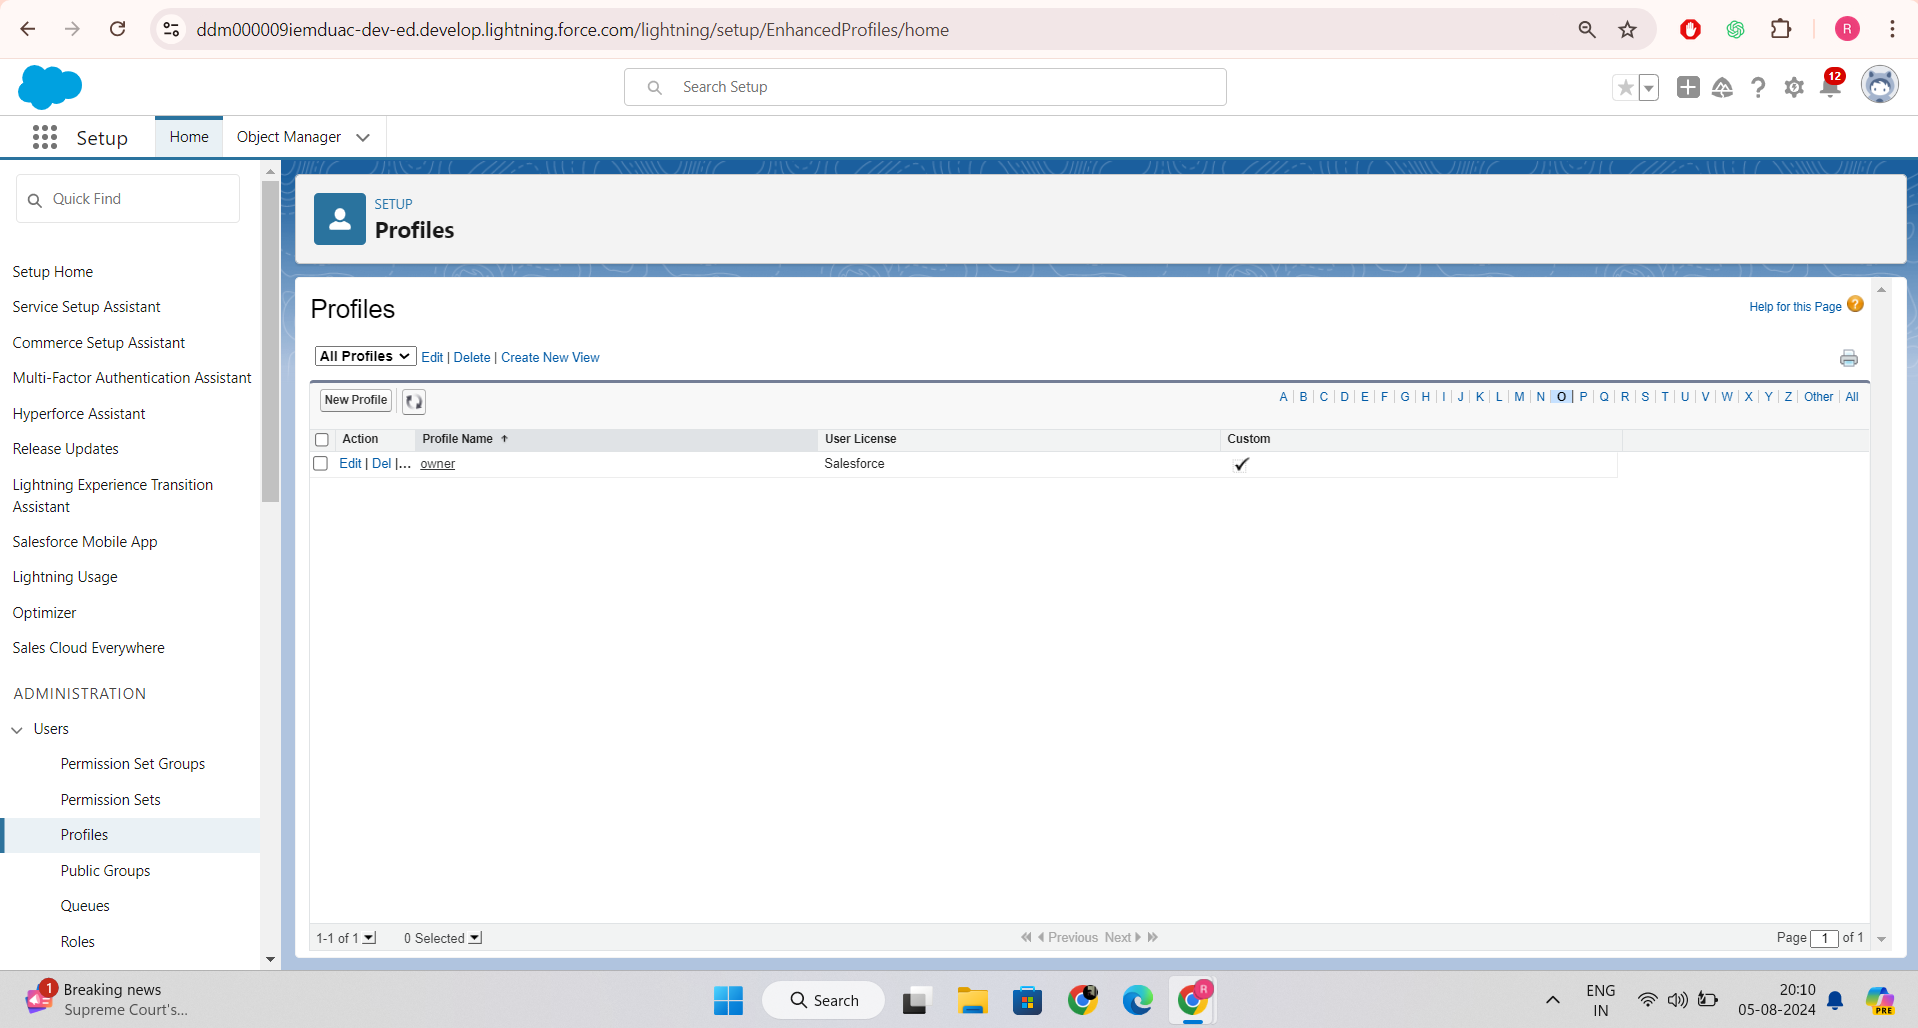 ddm000009iemduac-dev-ed.develop.lightning.force.com/lightning/setup/EnhancedProfiles/home
R
Search Setup
12
Setup
Home
Object Manager
Quick Find
Setup Home
Service Setup Assistant
Commerce Setup Assistant
Multi-Factor Authentication Assistant
Hyperforce Assistant
Release Updates
Lightning Experience Transition
Assistant
Salesforce Mobile App
Lightning Usage
Optimizer
Sales Cloud Everywhere
ADMINISTRATION
Users
Permission Set Groups
Permission Sets
Profiles
Public Groups
Queues
Roles
SETUP
Profiles
Profiles
Help for this Page ?
All Profiles Edit | Delete | Create New View
New Profile
A | B | C | D | E | F | G | H | I | J | K | L | M | N | O | P | Q | R | S | T | U | V | W | X | Y | Z | Other | All
Action Profile Name User License Custom
Edit | Del |... owner Salesforce
1-1 of 1 0 Selected Previous Next Page 1 of 1
1
Breaking news
Supreme Court's...
Search
R
ENG
IN
20:10
05-08-2024
PRE